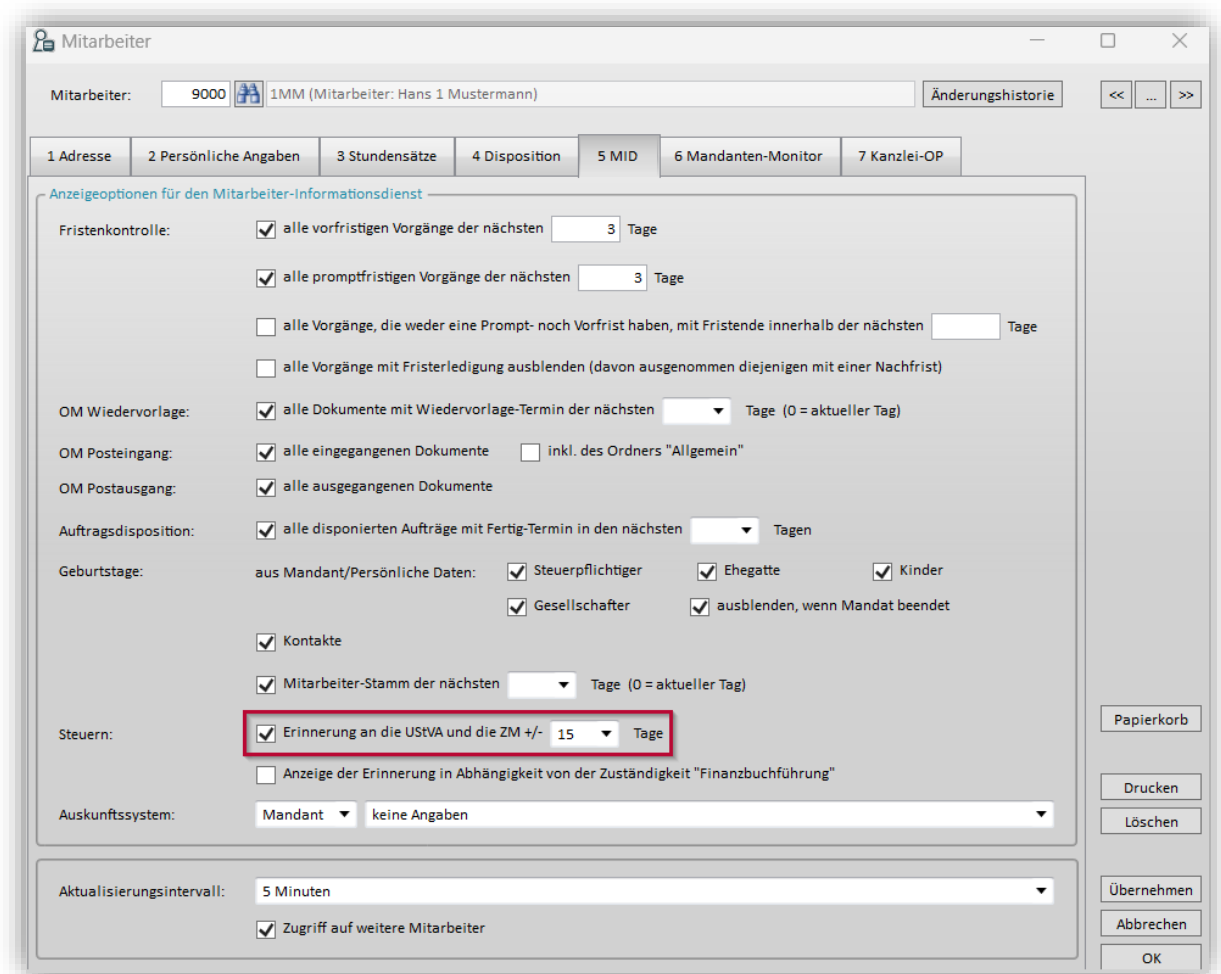 Mitarbeiter
Mitarbeiter: 9000 1MM (Mitarbeiter: Hans 1 Mustermann) Änderungshistorie << ... >>
1 Adresse 2 Persönliche Angaben 3 Stundensätze 4 Disposition 5 MID 6 Mandanten-Monitor 7 Kanzlei-OP
Anzeigeoptionen für den Mitarbeiter-Informationsdienst
Fristenkontrolle: alle vorfristigen Vorgänge der nächsten 3 Tage
alle promptfristigen Vorgänge der nächsten 3 Tage
alle Vorgänge, die weder eine Prompt- noch Vorfrist haben, mit Fristende innerhalb der nächsten Tage
alle Vorgänge mit Fristerledigung ausblenden (davon ausgenommen diejenigen mit einer Nachfrist)
OM Wiedervorlage: alle Dokumente mit Wiedervorlage-Termin der nächsten Tage (0 = aktueller Tag)
OM Posteingang: alle eingegangenen Dokumente inkl. des Ordners "Allgemein"
OM Postausgang: alle ausgegangenen Dokumente
Auftragsdisposition: alle disponierten Aufträge mit Fertig-Termin in den nächsten Tagen
Geburtstage: aus Mandant/Persönliche Daten: Steuerpflichtiger Ehegatte Kinder
Gesellschafter ausblenden, wenn Mandat beendet
Kontakte
Mitarbeiter-Stamm der nächsten Tage (0 = aktueller Tag)
Steuern: Erinnerung an die UStVA und die ZM +/- 15 Tage
Anzeige der Erinnerung in Abhängigkeit von der Zuständigkeit "Finanzbuchführung"
Auskunftssystem: Mandant keine Angaben
Aktualisierungsintervall: 5 Minuten
Zugriff auf weitere Mitarbeiter
Papierkorb
Drucken
Löschen
Übernehmen
Abbrechen
OK